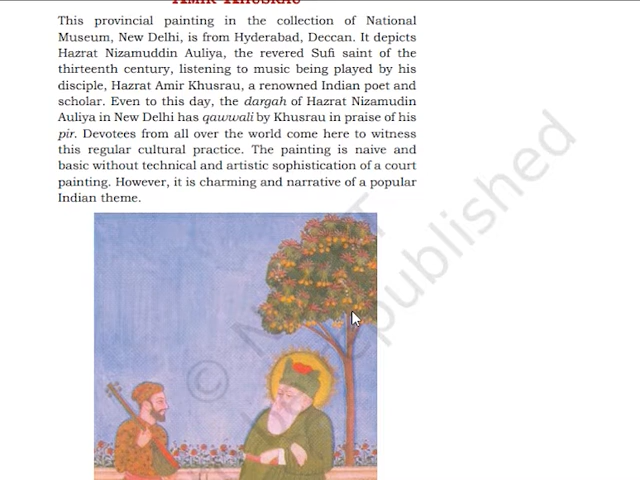 AMIR KHUSRAU
This provincial painting in the collection of National
Museum, New Delhi, is from Hyderabad, Deccan. It depicts
Hazrat Nizamuddin Auliya, the revered Sufi saint of the
thirteenth century, listening to music being played by his
disciple, Hazrat Amir Khusrau, a renowned Indian poet and
scholar. Even to this day, the dargah of Hazrat Nizamudin
Auliya in New Delhi has qawwali by Khusrau in praise of his
pir. Devotees from all over the world come here to witness
this regular cultural practice. The painting is naive and
basic without technical and artistic sophistication of a court
painting. However, it is charming and narrative of a popular
Indian theme.